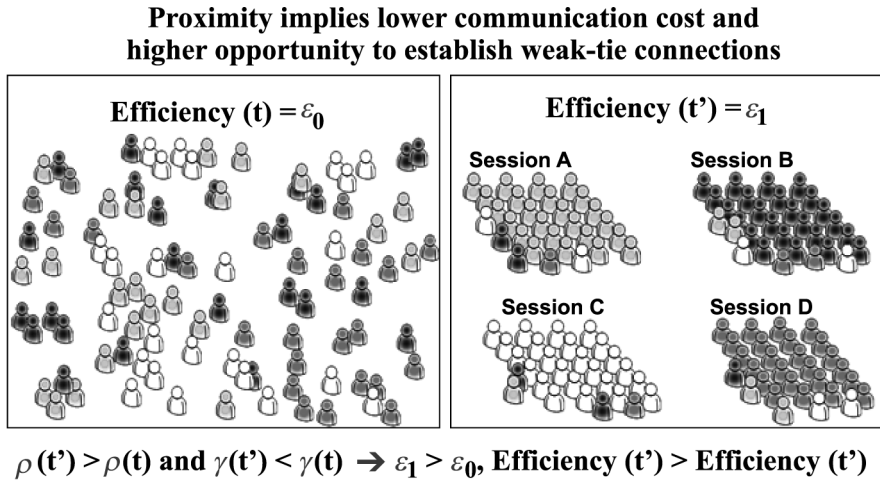 Proximity implies lower communication cost and
higher opportunity to establish weak-tie connections
Efficiency (t) = ε₀
Efficiency (t’) = ε₁
Session A
Session B
Session C
Session D
ρ(t’) > ρ(t) and γ(t’) < γ(t) → ε₁ > ε₀, Efficiency (t’) > Efficiency (t’)